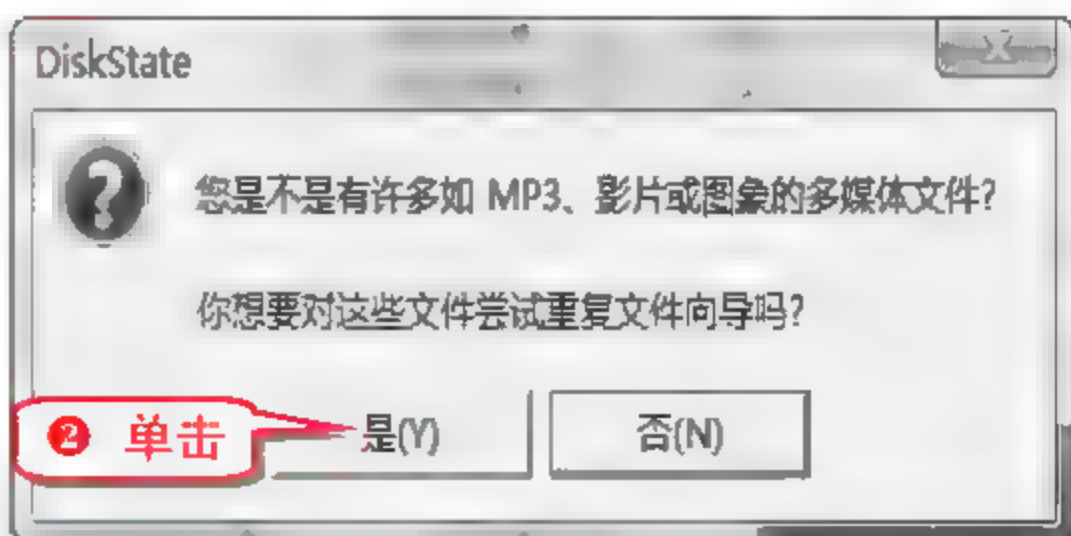 DiskState
X
您是不是有许多如 MP3、影片或图象的多媒体文件?
你想要对这些文件尝试重复文件向导吗?
❷ 单击 是(Y) 否(N)